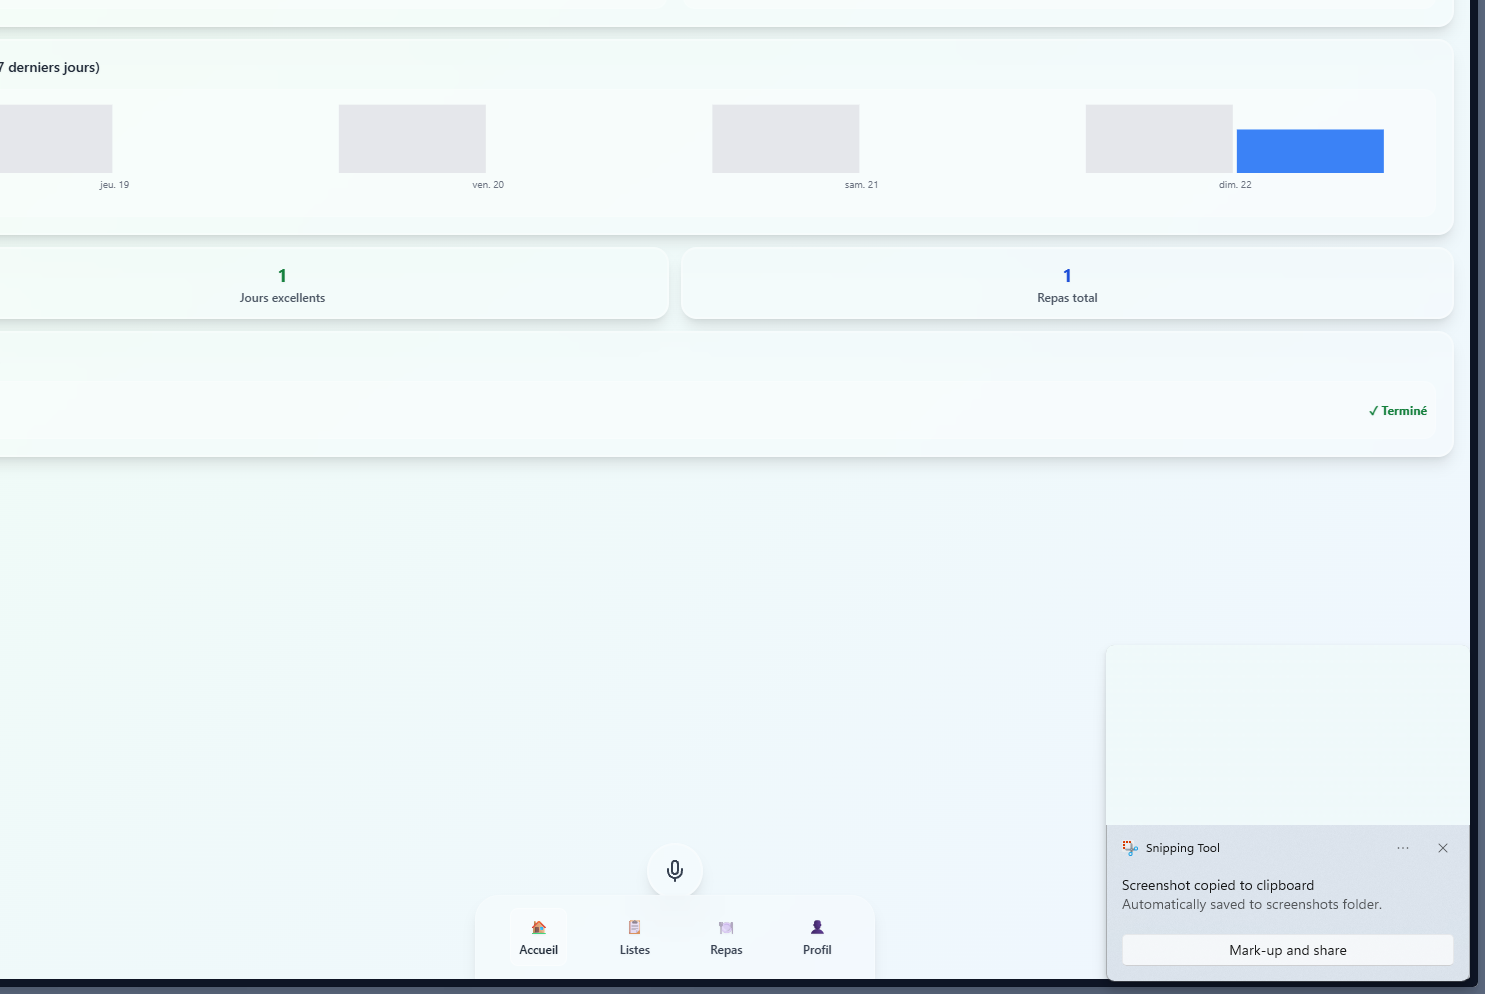 7 derniers jours)
jeu. 19
ven. 20
sam. 21
dim. 22
1
Jours excellents
1
Repas total
✓ Terminé
Snipping Tool
Screenshot copied to clipboard
Automatically saved to screenshots folder.
Mark-up and share
Accueil
Listes
Repas
Profil